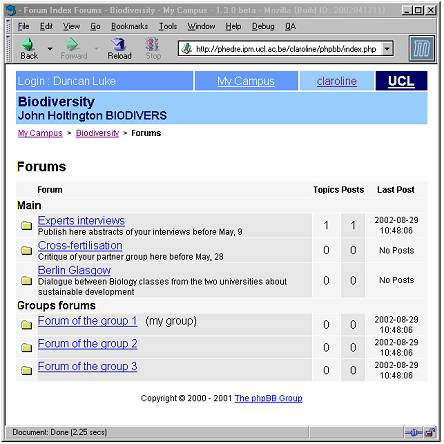 - Forum Index Forums - Biodiversity - My Campus - 1.3.0 beta - Mozilla {Build ID: 2002041711}
File Edit View Go Bookmarks Tools Window Help Debug QA
Back Forward Reload Stop http://phedre.ipm.ucl.ac.be/claroline/phpbb/index.php
Login : Duncan Luke My Campus claroline UCL
Biodiversity
John Holtington BIODIVERS
My Campus > Biodiversity > Forums
Forums
Forum Topics Posts Last Post
Main
Experts interviews
Publish here abstracts of your interviews before May, 9
1 1 2002-08-29
10:48:06
Cross-fertilisation
Critique of your partner group here before May, 28
0 0 No Posts
Berlin Glasgow
Dialogue between Biology classes from the two universities about
sustainable development
0 0 No Posts
Groups forums
Forum of the group 1 (my group) 0 0 2002-08-29
10:48:06
Forum of the group 2 0 0 2002-08-29
10:48:06
Forum of the group 3 0 0 2002-08-29
10:48:06
Copyright © 2000 - 2001 The phpBB Group
Document: Done (2.25 secs)